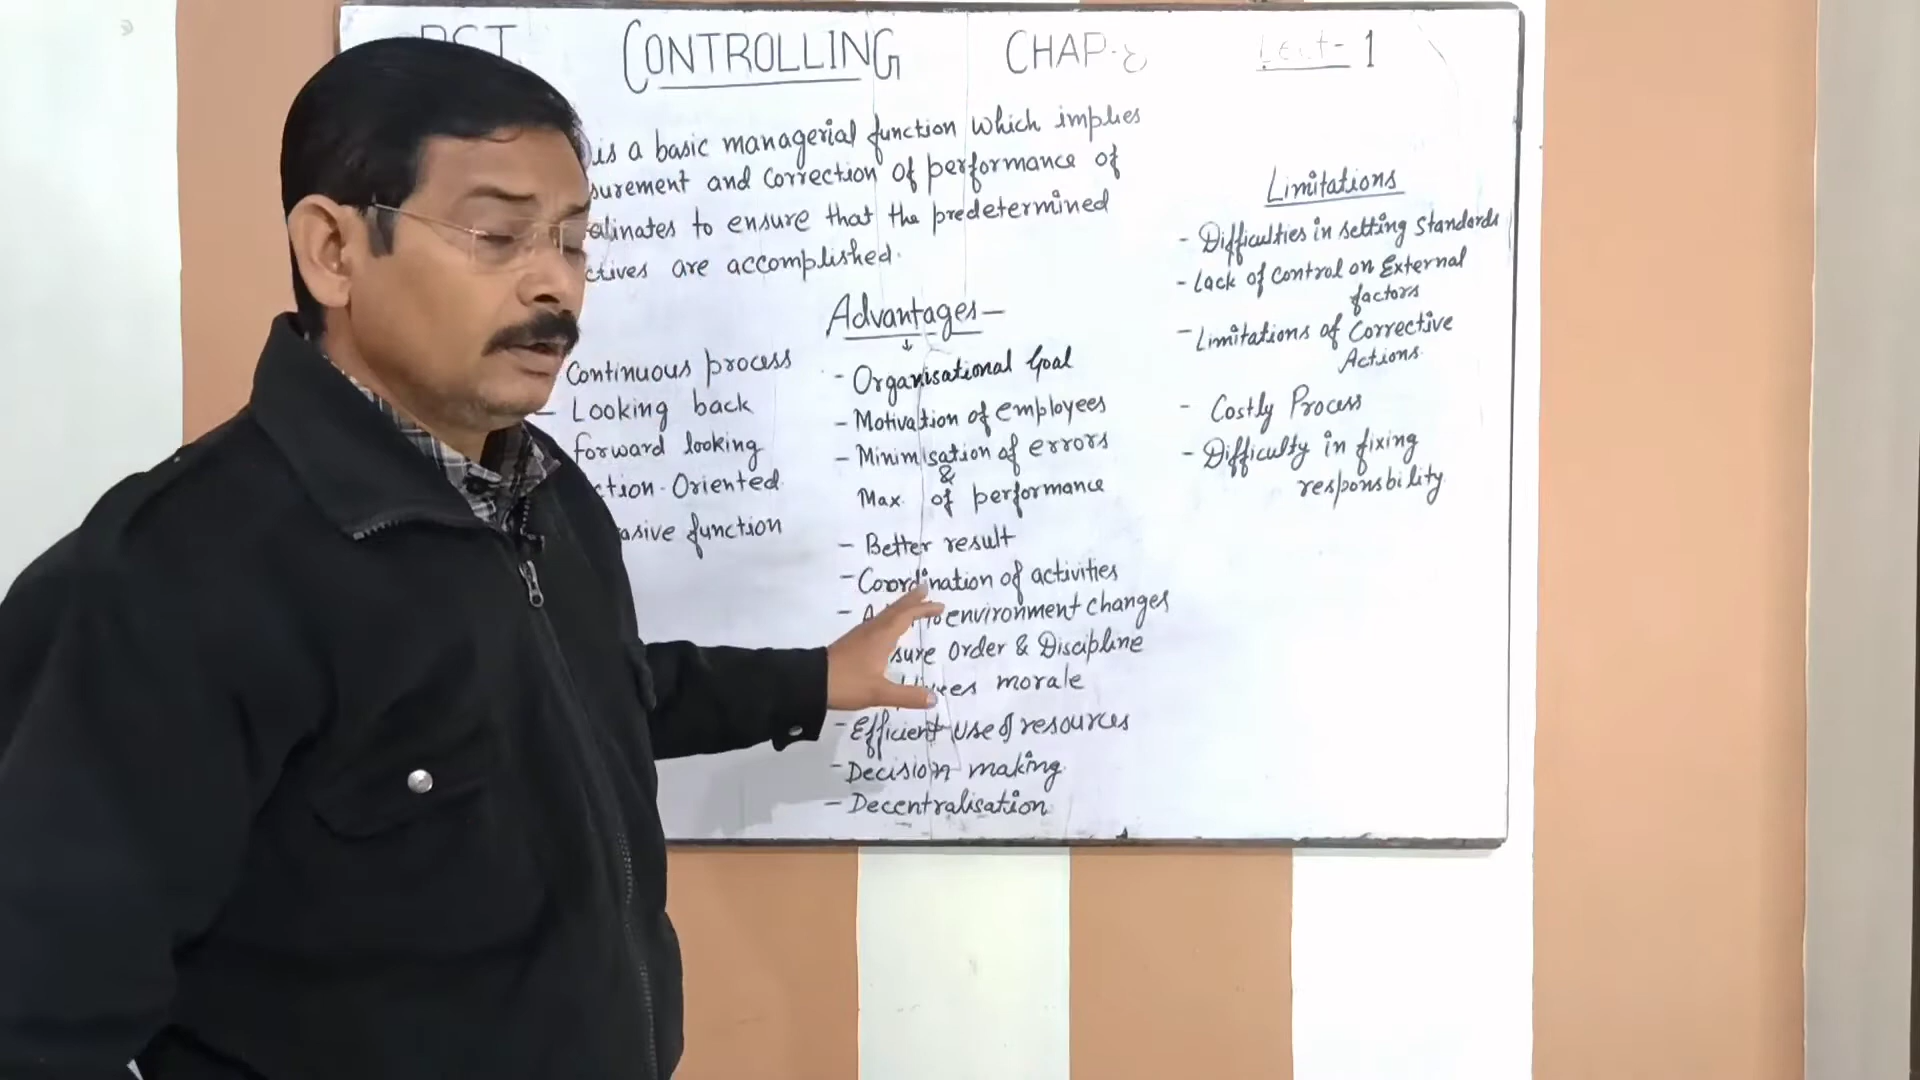 CONTROLLING CHAP-8 Lect-1
is a basic managerial function which implies
surement and correction of performance of
dinates to ensure that the predetermined
ctives are accomplished.
Continuous process
- Looking back
forward looking
ction-Oriented
asive function
Advantages-
- Organisational Goal
- Motivation of employees
- Minimisation of errors
&
Max. of performance
- Better result
- Coordination of activities
- to environment changes
sure Order & Discipline
morale
- Efficient use of resources
- Decision making
- Decentralisation
Limitations
- Difficulties in setting standards
- Lack of control on External
factors
- Limitations of Corrective
Actions.
- Costly Process
- Difficulty in fixing
responsbility.